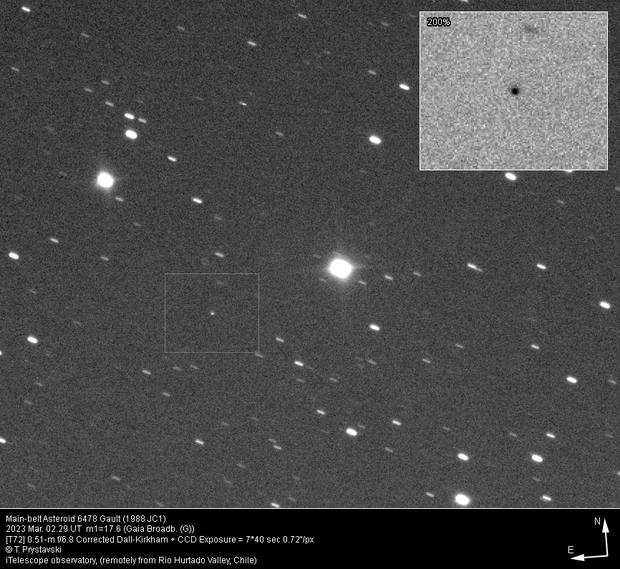 200%
Main-belt Asteroid 6478 Gault (1988 JC1)
2023 Mar. 02.29 UT m1=17.6 (Gaia Broadb. (G))
[T72] 0.51-m f/6.8 Corrected Dall-Kirkham + CCD Exposure = 7*40 sec 0.72"/px
© T. Prystavski
iTelescope observatory, (remotely from Rio Hurtado Valley, Chile)
N
E